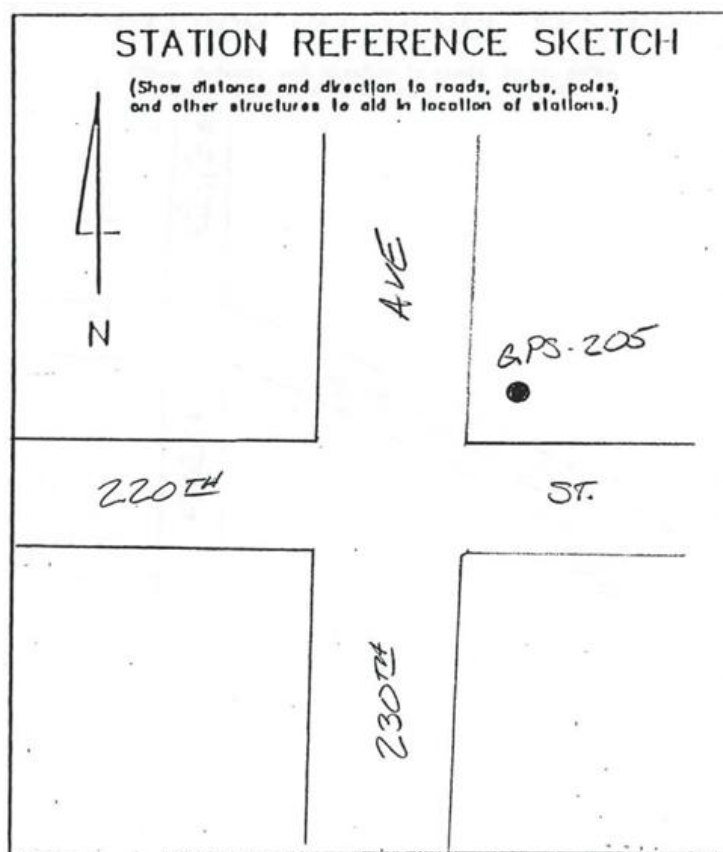 STATION REFERENCE SKETCH
(Show distance and direction to roads, curbs, poles,
and other structures to aid in location of stations.)
AVE
N
GPS-205
220TH ST.
230TH